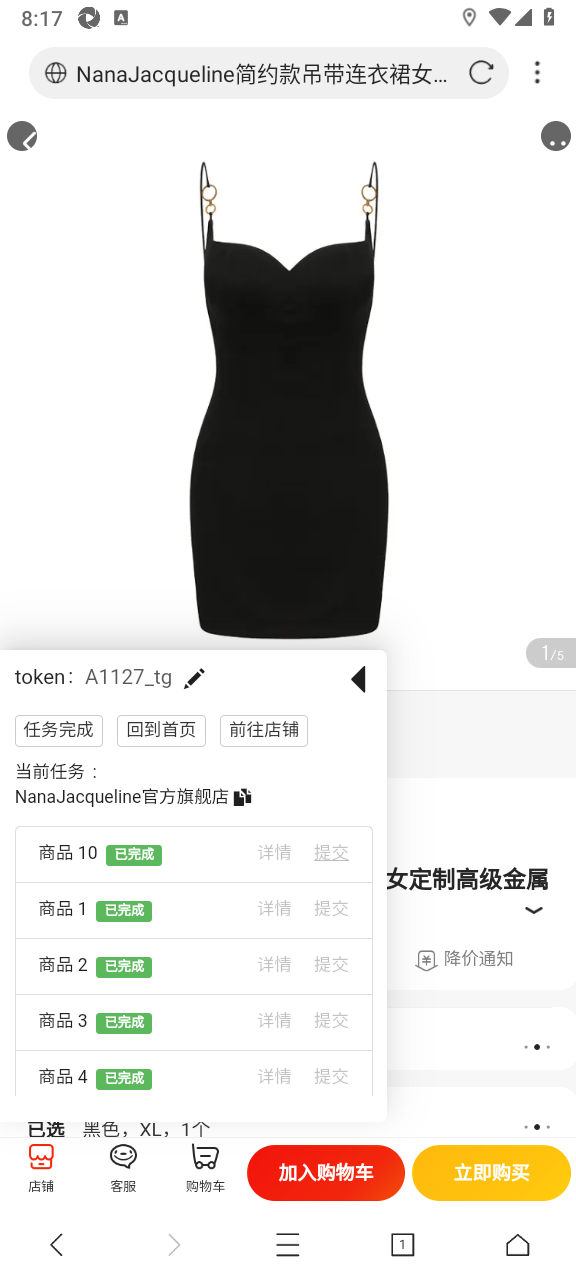 8:17
NanaJacqueline简约款吊带连衣裙女...
1/5
token： A1127_tg
任务完成 回到首页 前往店铺
当前任务：
NanaJacqueline官方旗舰店
商品 10 已完成 详情 提交
女定制高级金属
商品 1 已完成 详情 提交
商品 2 已完成 详情 提交
降价通知
商品 3 已完成 详情 提交
商品 4 已完成 详情 提交
已选 黑色，XL，1个
店铺 客服 购物车 加入购物车 立即购买
1